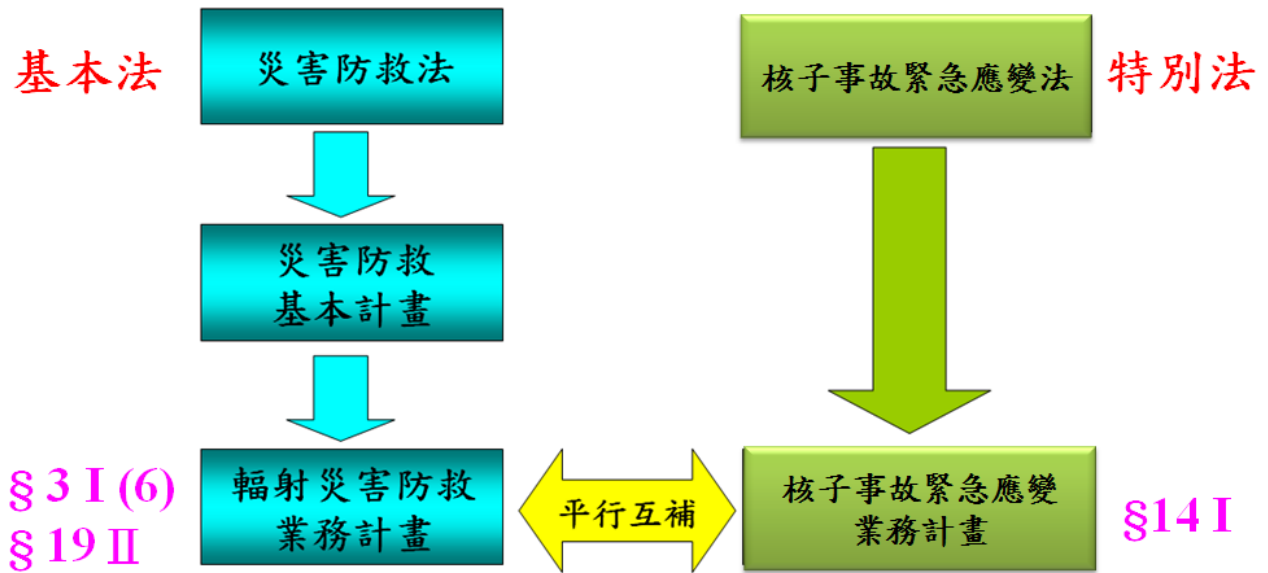 基本法
災害防救法
核子事故緊急應變法
特別法
災害防救
基本計畫
§3 I (6)
§19 II
輻射災害防救
業務計畫
平行互補
核子事故緊急應變
業務計畫
§14 I